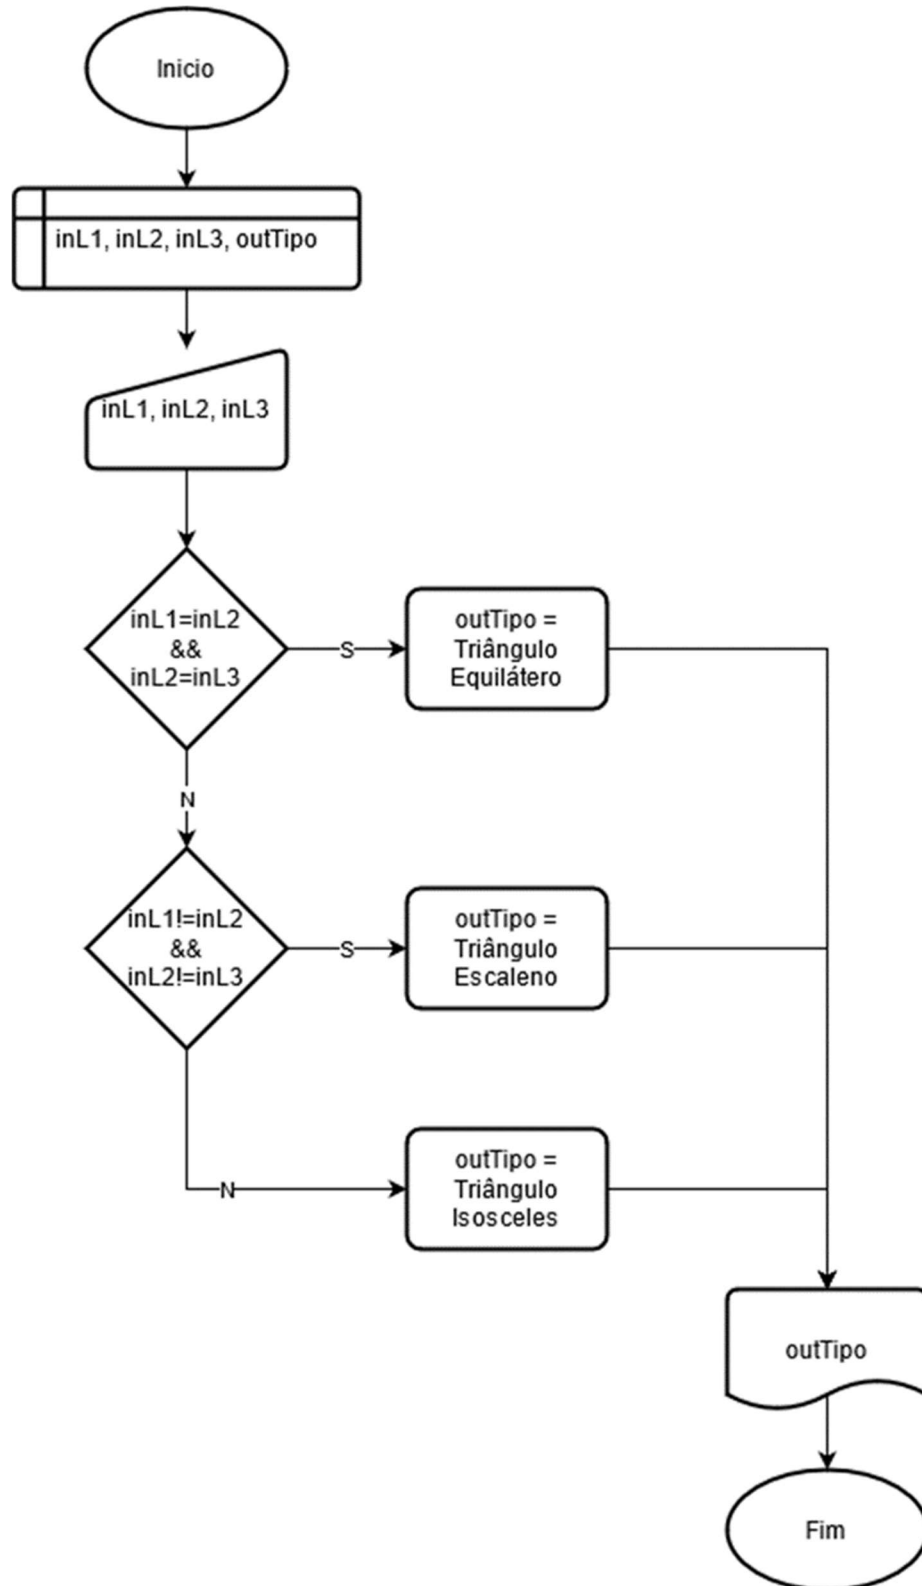 Inicio
inL1, inL2, inL3, outTipo
inL1, inL2, inL3
inL1=inL2
&&
inL2=inL3
S
outTipo =
Triângulo
Equilátero
N
inL1!=inL2
&&
inL2!=inL3
S
outTipo =
Triângulo
Escaleno
N
outTipo =
Triângulo
Isosceles
outTipo
Fim